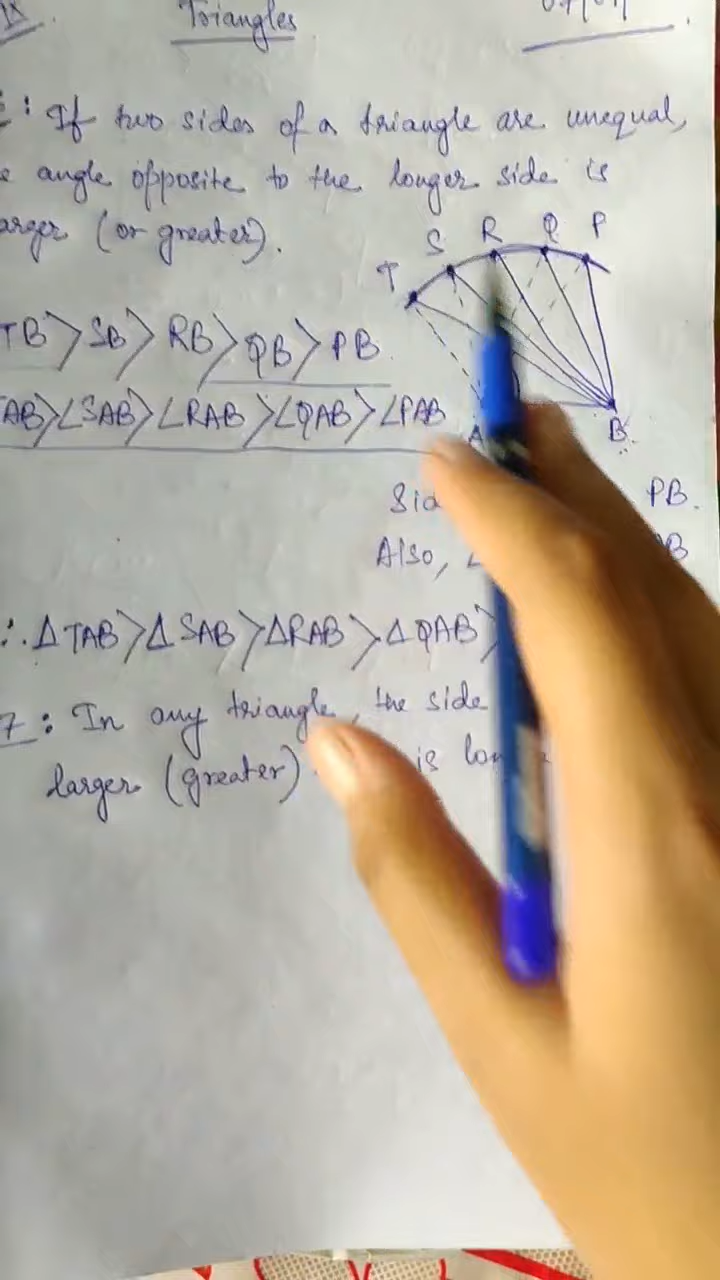 Triangles
: If two sides of a triangle are unequal,
angle opposite to the longer side is
(or greater).
T S R Q P
TB > SB > RB > QB > PB
AB > ∠SAB > ∠RAB > ∠QAB > ∠PAB
A B
PB.
Also,
∴ ΔTAB > ΔSAB > ΔRAB > ΔQAB >
7: In any triangle, the side
larger (greater) is